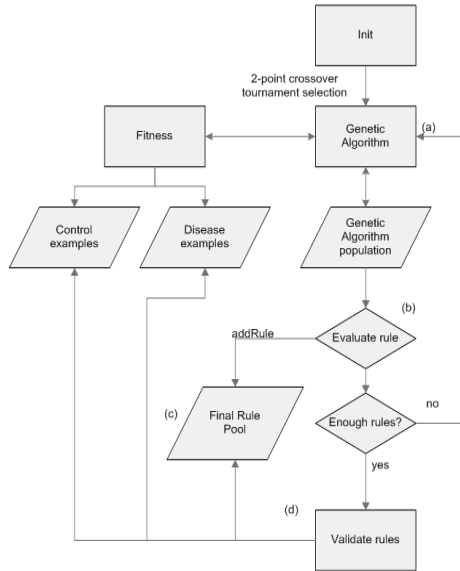 Init
2-point crossover
tournament selection
Fitness
Genetic
Algorithm
(a)
Control
examples
Disease
examples
Genetic
Algorithm
population
(b)
addRule
Evaluate rule
(c)
Final Rule
Pool
Enough rules?
no
yes
(d)
Validate rules